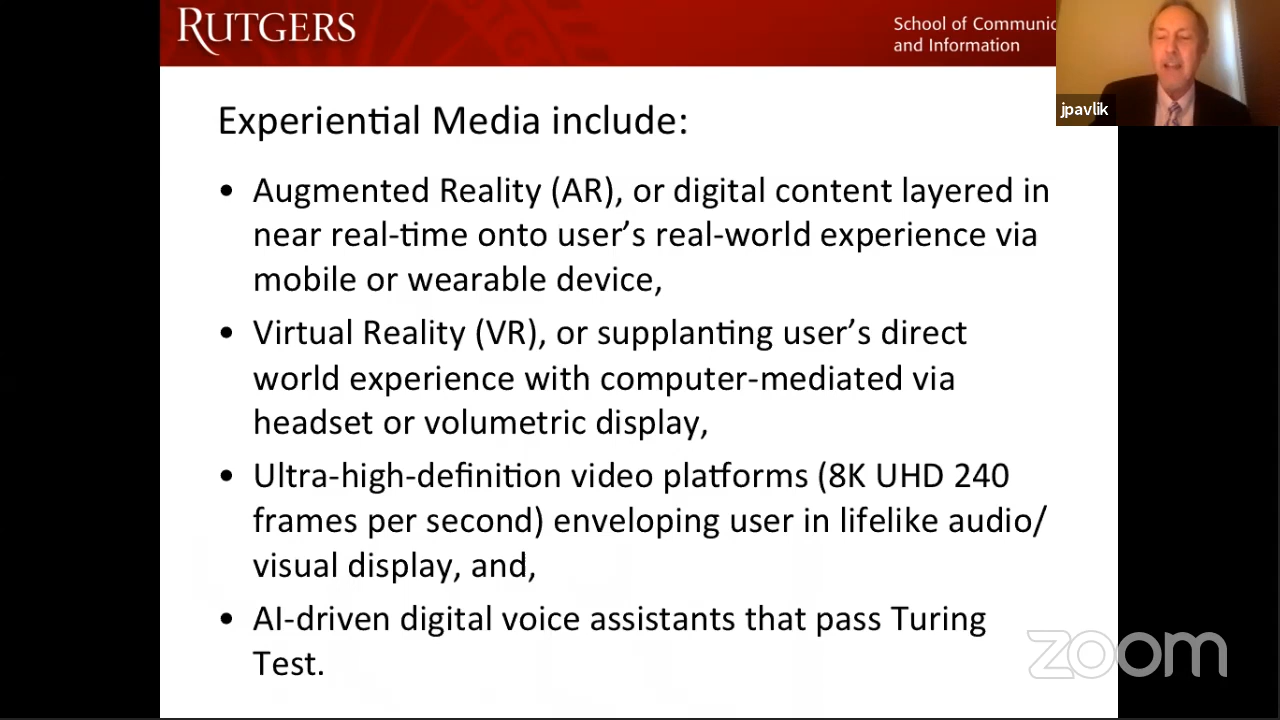 RUTGERS
School of Communic
and Information
jpavlik
Experiential Media include:
• Augmented Reality (AR), or digital content layered in
near real-time onto user’s real-world experience via
mobile or wearable device,
• Virtual Reality (VR), or supplanting user’s direct
world experience with computer-mediated via
headset or volumetric display,
• Ultra-high-definition video platforms (8K UHD 240
frames per second) enveloping user in lifelike audio/
visual display, and,
• AI-driven digital voice assistants that pass Turing
Test.
zoom